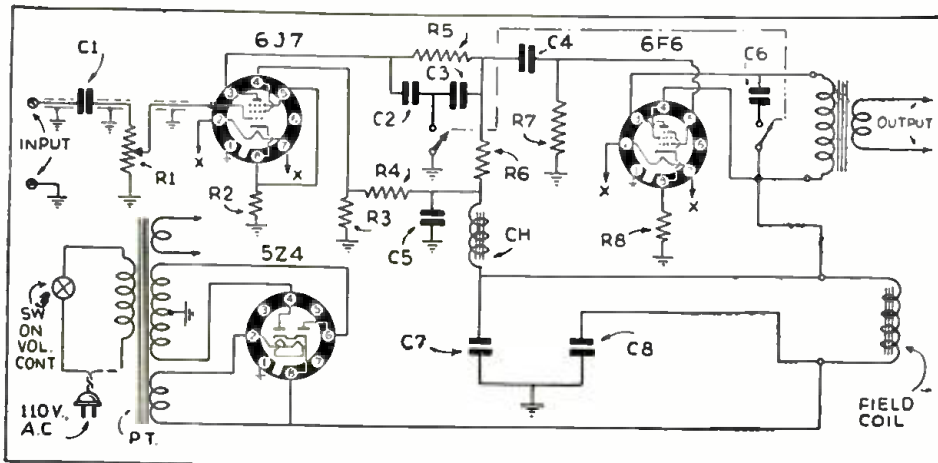 C1
6J7
R5
C4
6F6
C3
C6
C2
INPUT
R1
X
X
R2
R3
R4
C5
R6
R7
CH
X
X
R8
OUTPUT
5Z4
SW
ON
VOL.
CONT
110V.
A.C
P.T.
C7
C8
FIELD
COIL